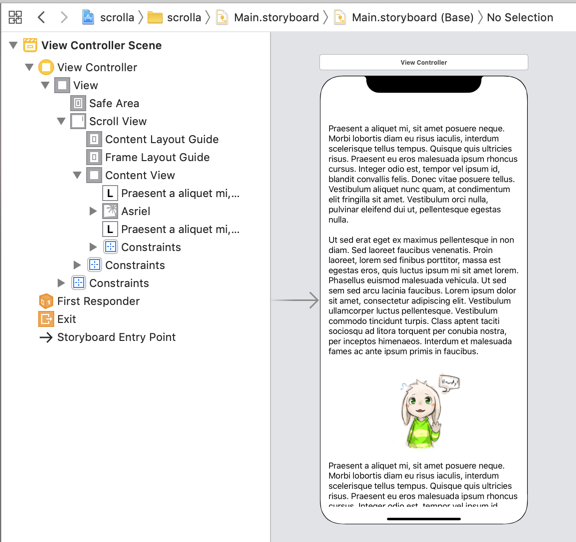 scrolla
scrolla
Main.storyboard
Main.storyboard (Base)
No Selection
View Controller Scene
View Controller
View
Safe Area
Scroll View
Content Layout Guide
Frame Layout Guide
Content View
L Praesent a aliquet mi,...
Asriel
L Praesent a aliquet mi,...
Constraints
Constraints
Constraints
First Responder
Exit
Storyboard Entry Point
View Controller
Praesent a aliquet mi, sit amet posuere neque.
Morbi lobortis diam eu risus iaculis, interdum
scelerisque tellus tempus. Quisque quis ultricies
risus. Praesent eu eros malesuada ipsum rhoncus
cursus. Integer odio est, tempor vel ipsum id,
blandit convallis felis. Donec vitae posuere tellus.
Vestibulum aliquet nunc quam, at condimentum
elit fringilla sit amet. Vestibulum orci nulla,
pulvinar eleifend dui ut, pellentesque egestas
nulla.
Ut sed erat eget ex maximus pellentesque in non
diam. Sed laoreet faucibus venenatis. Proin
laoreet, lorem sed finibus porttitor, massa est
egestas eros, quis luctus ipsum mi sit amet lorem.
Phasellus euismod malesuada vehicula. Ut sed
sem sed arcu lacinia faucibus. Lorem ipsum dolor
sit amet, consectetur adipiscing elit. Vestibulum
ullamcorper luctus pellentesque. Vestibulum
commodo tincidunt turpis. Class aptent taciti
sociosqu ad litora torquent per conubia nostra,
per inceptos himenaeos. Interdum et malesuada
fames ac ante ipsum primis in faucibus.
Howdy!
Praesent a aliquet mi, sit amet posuere neque.
Morbi lobortis diam eu risus iaculis, interdum
scelerisque tellus tempus. Quisque quis ultricies
risus. Praesent eu eros malesuada ipsum rhoncus
cursus. Integer odio est, tempor vel ipsum id,